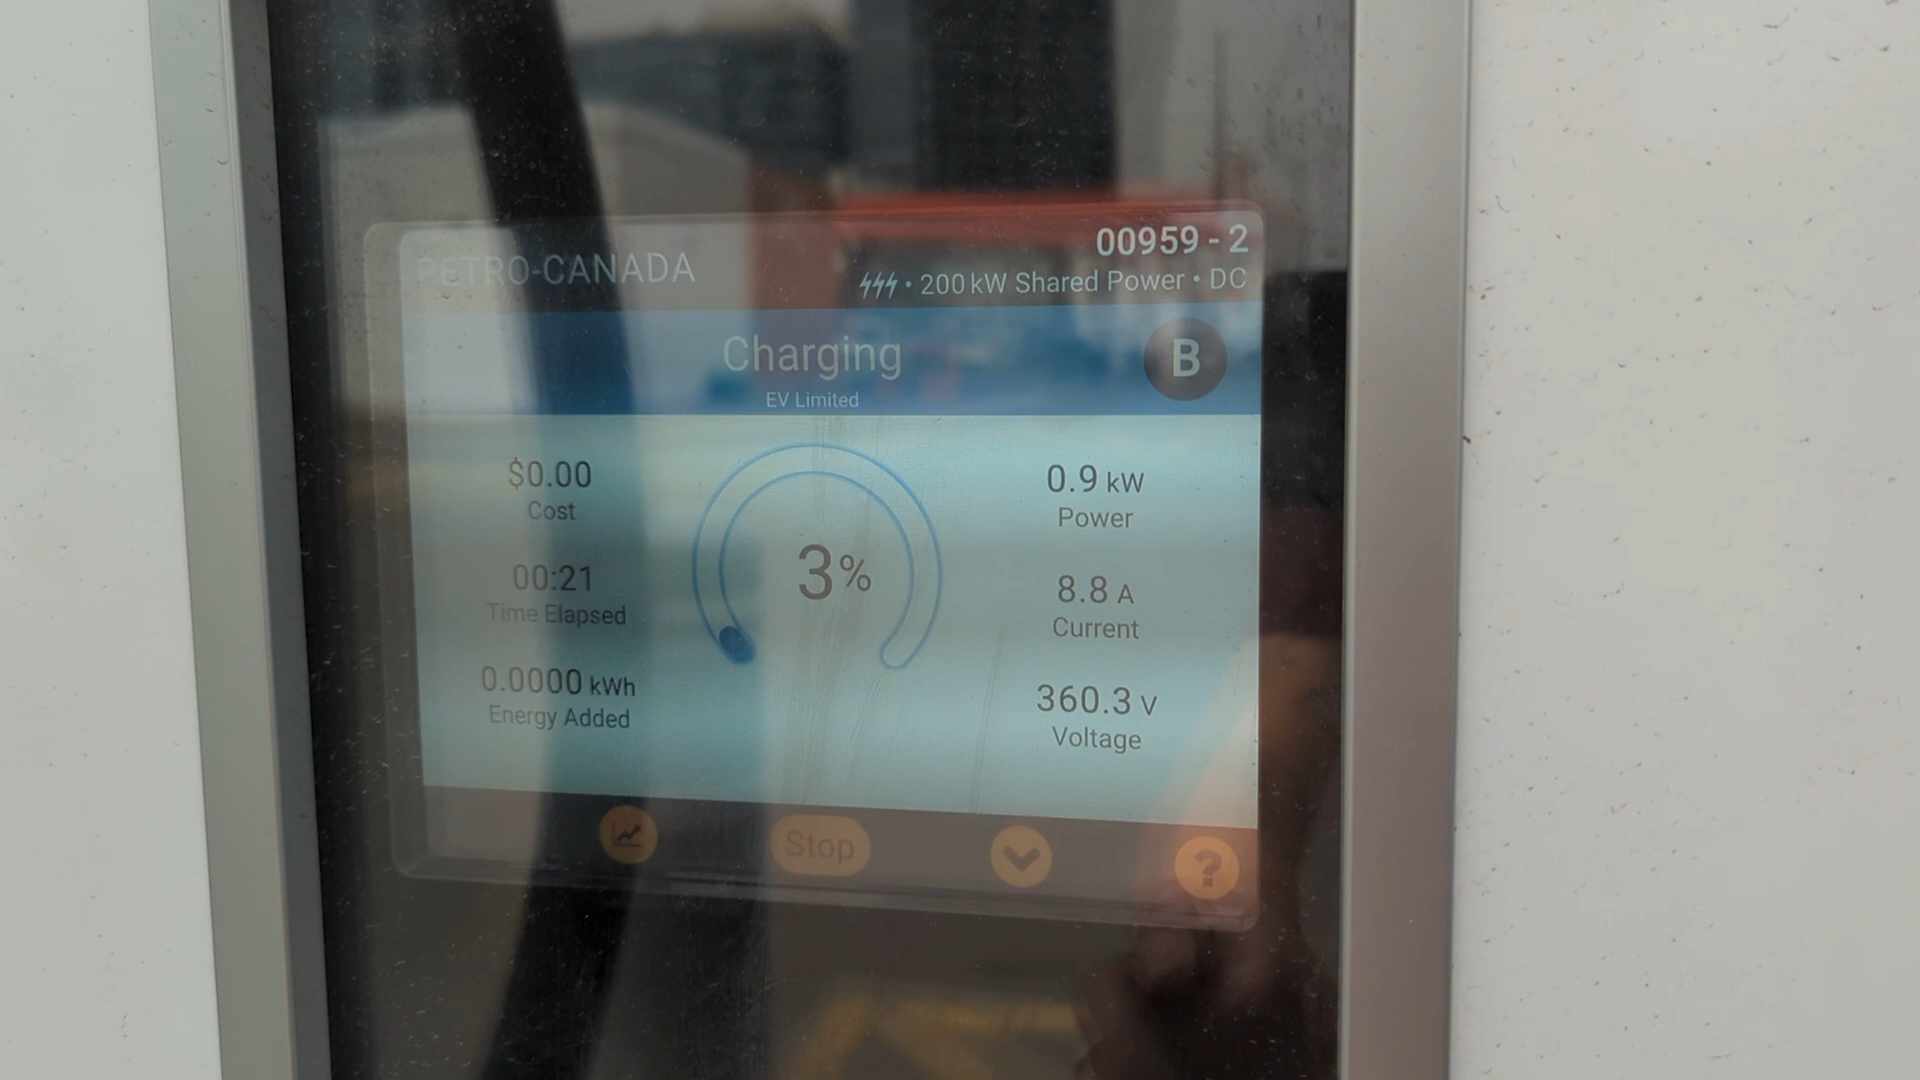 PETRO-CANADA
00959 - 2
• 200 kW Shared Power • DC
Charging
B
EV Limited
$0.00
Cost
00:21
Time Elapsed
0.0000 kWh
Energy Added
3%
0.9 kW
Power
8.8 A
Current
360.3 V
Voltage
Stop
?